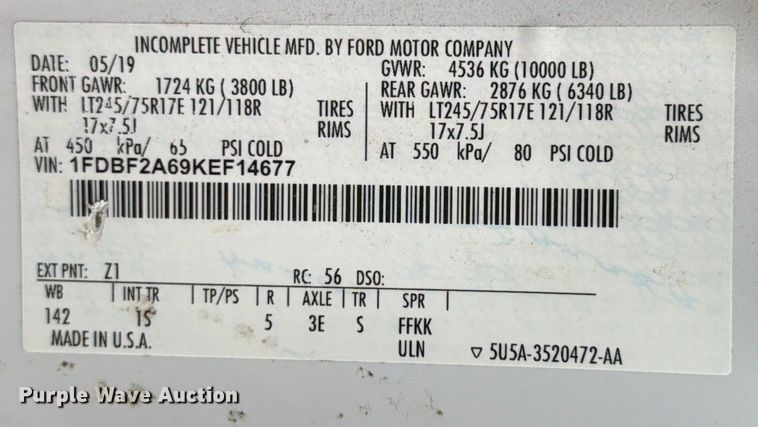 INCOMPLETE VEHICLE MFD. BY FORD MOTOR COMPANY
DATE: 05/19 GVWR: 4536 KG (10000 LB)
FRONT GAWR: 1724 KG ( 3800 LB) REAR GAWR: 2876 KG ( 6340 LB)
WITH LT245/75R17E 121/118R TIRES WITH LT245/75R17E 121/118R TIRES
17x7.5J RIMS 17x7.5J RIMS
AT 450 kPa/ 65 PSI COLD AT 550 kPa/ 80 PSI COLD
VIN: 1FDBF2A69KEF14677
EXT PNT: Z1 RC: 56 DSO:
WB INT TR TP/PS R AXLE TR SPR
142 1S 5 3E S FFKK
MADE IN U.S.A. ULN ▽ 5U5A-3520472-AA
Purple Wave Auction